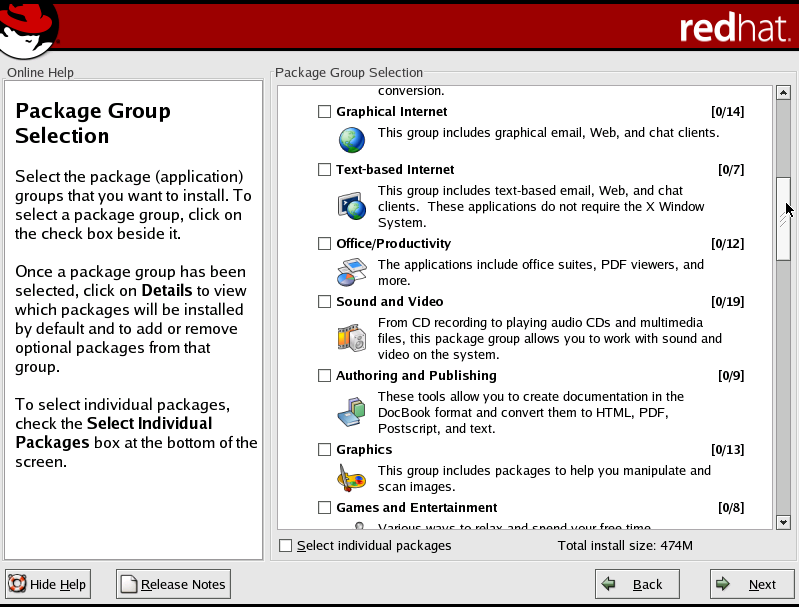 redhat.
Online Help
Package Group
Selection
Select the package (application)
groups that you want to install. To
select a package group, click on
the check box beside it.
Once a package group has been
selected, click on Details to view
which packages will be installed
by default and to add or remove
optional packages from that
group.
To select individual packages,
check the Select Individual
Packages box at the bottom of the
screen.
Package Group Selection
conversion.
Graphical Internet [0/14]
This group includes graphical email, Web, and chat clients.
Text-based Internet [0/7]
This group includes text-based email, Web, and chat
clients.  These applications do not require the X Window
System.
Office/Productivity [0/12]
The applications include office suites, PDF viewers, and
more.
Sound and Video [0/19]
From CD recording to playing audio CDs and multimedia
files, this package group allows you to work with sound and
video on the system.
Authoring and Publishing [0/9]
These tools allow you to create documentation in the
DocBook format and convert them to HTML, PDF,
Postscript, and text.
Graphics [0/13]
This group includes packages to help you manipulate and
scan images.
Games and Entertainment [0/8]
Various ways to relax and spend your free time.
Select individual packages Total install size: 474M
Hide Help Release Notes Back Next